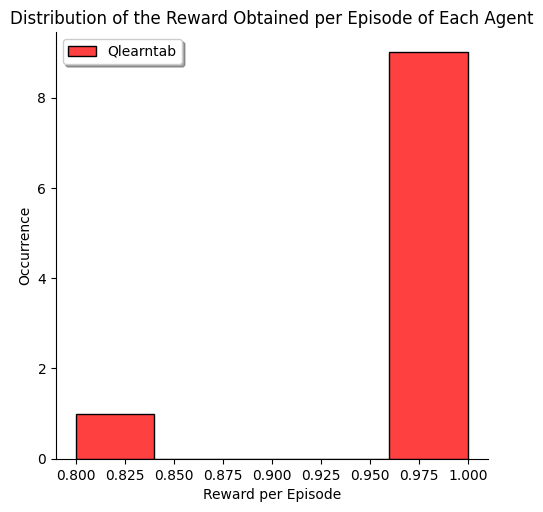 Distribution of the Reward Obtained per Episode of Each Agent
Qlearntab
8
6
4
2
0
Occurrence
0.800 0.825 0.850 0.875 0.900 0.925 0.950 0.975 1.000
Reward per Episode